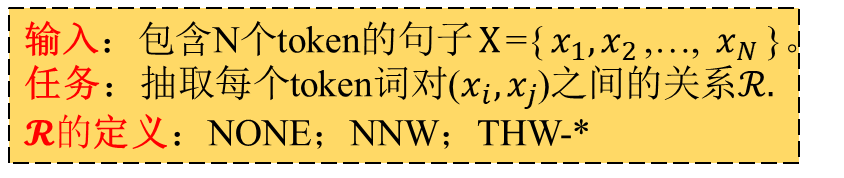 输入：包含N个token的句子 X={ x₁,x₂ ,…, x_N }。
任务：抽取每个token词对(xᵢ,xⱼ)之间的关系ℛ.
ℛ的定义：NONE；NNW；THW-*